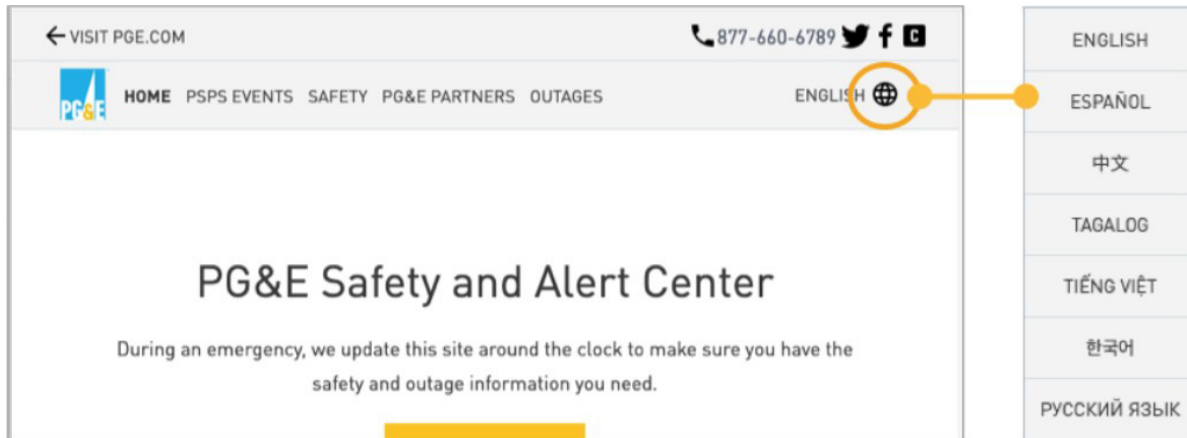 VISIT PGE.COM
877-660-6789
PG&E
HOME PSPS EVENTS SAFETY PG&E PARTNERS OUTAGES
ENGLISH
PG&E Safety and Alert Center
During an emergency, we update this site around the clock to make sure you have the
safety and outage information you need.
ENGLISH
ESPAÑOL
中文
TAGALOG
TIẾNG VIỆT
한국어
РУССКИЙ ЯЗЫК